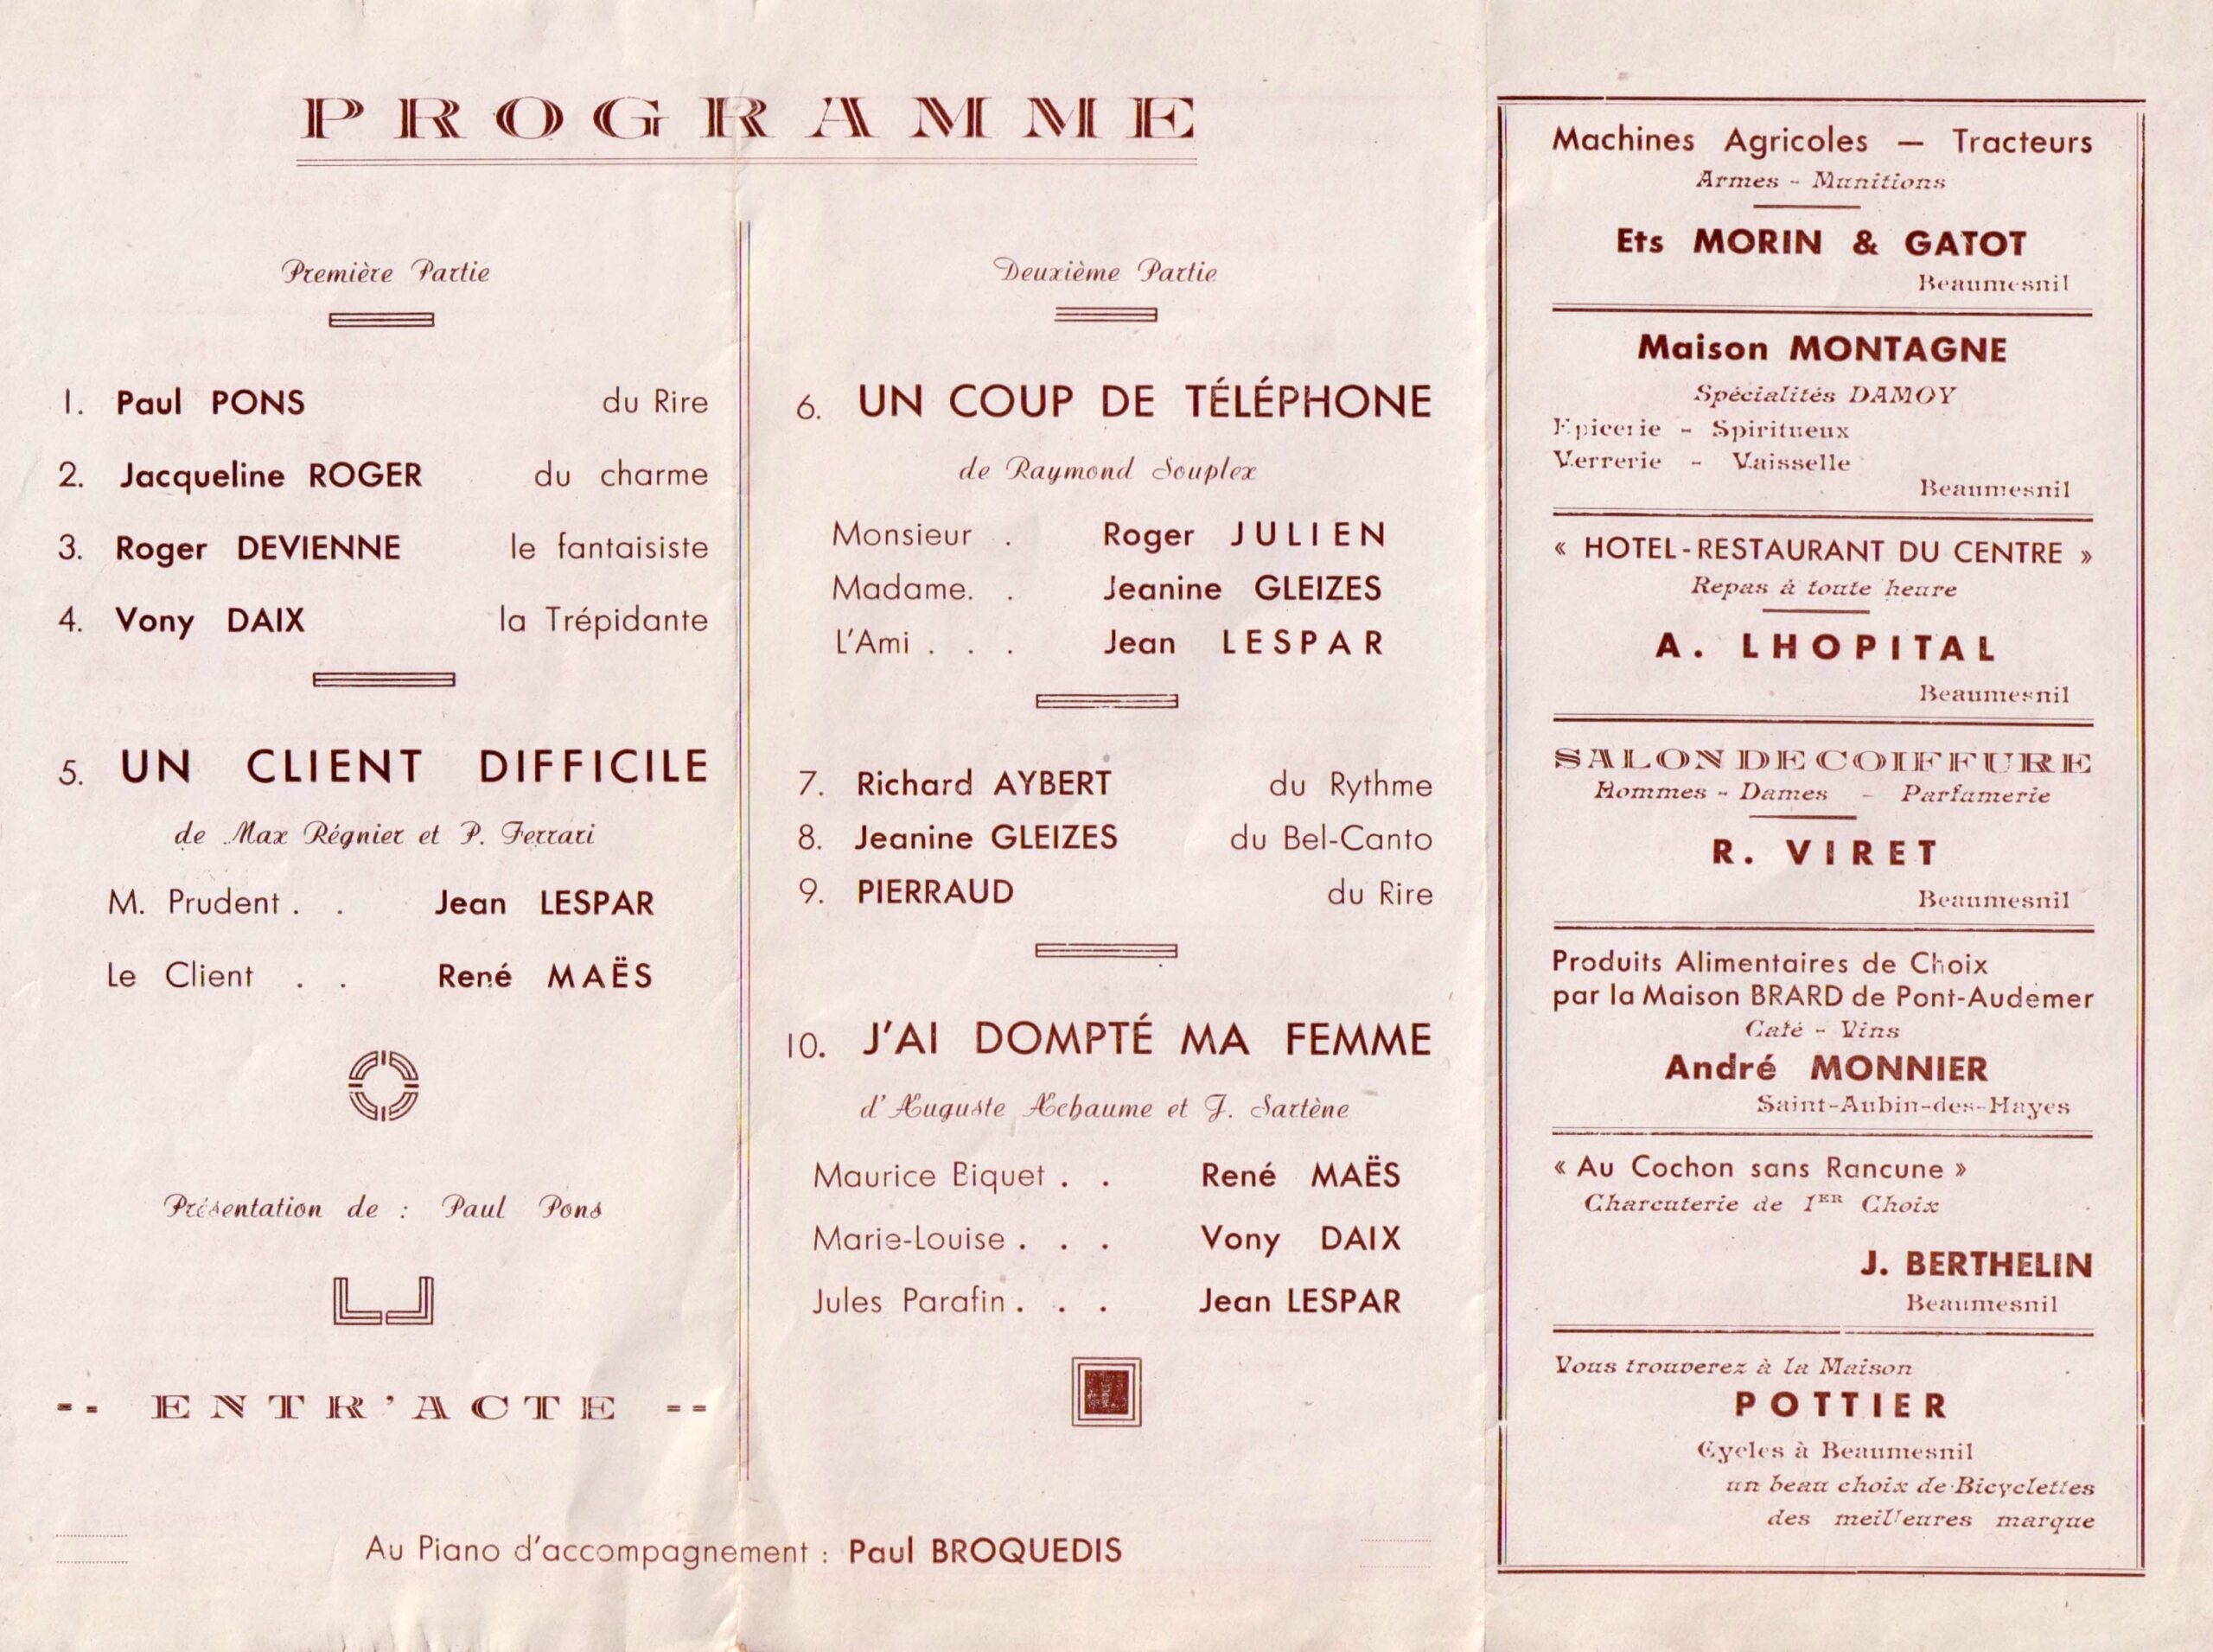 PROGRAMME
Première Partie
1. Paul PONS du Rire
2. Jacqueline ROGER du charme
3. Roger DEVIENNE le fantaisiste
4. Vony DAIX la Trépidante
5. UN CLIENT DIFFICILE
de Max Régnier et P. Ferrari
M. Prudent . . Jean LESPAR
Le Client . . René MAËS
Présentation de : Paul Pons
-- ENTR'ACTE --
Deuxième Partie
6. UN COUP DE TÉLÉPHONE
de Raymond Souplex
Monsieur . Roger JULIEN
Madame. . Jeanine GLEIZES
L'Ami . . . Jean LESPAR
7. Richard AYBERT du Rythme
8. Jeanine GLEIZES du Bel-Canto
9. PIERRAUD du Rire
10. J'AI DOMPTÉ MA FEMME
d'Auguste Achaume et J. Sartène
Maurice Biquet . . René MAËS
Marie-Louise . . . Vony DAIX
Jules Parafin . . . Jean LESPAR
Au Piano d'accompagnement : Paul BROQUEDIS
Machines Agricoles — Tracteurs
Armes - Munitions
Ets MORIN & GATOT
Beaumesnil
Maison MONTAGNE
Spécialités DAMOY
Epicerie - Spiritueux
Verrerie - Vaisselle
Beaumesnil
« HOTEL-RESTAURANT DU CENTRE »
Repas à toute heure
A. LHOPITAL
Beaumesnil
SALON DE COIFFURE
Hommes - Dames - Parfumerie
R. VIRET
Beaumesnil
Produits Alimentaires de Choix
par la Maison BRARD de Pont-Audemer
Café - Vins
André MONNIER
Saint-Aubin-des-Hayes
« Au Cochon sans Rancune »
Charcuterie de 1ER Choix
J. BERTHELIN
Beaumesnil
Vous trouverez à la Maison
POTTIER
Cycles à Beaumesnil
un beau choix de Bicyclettes
des meilleures marque